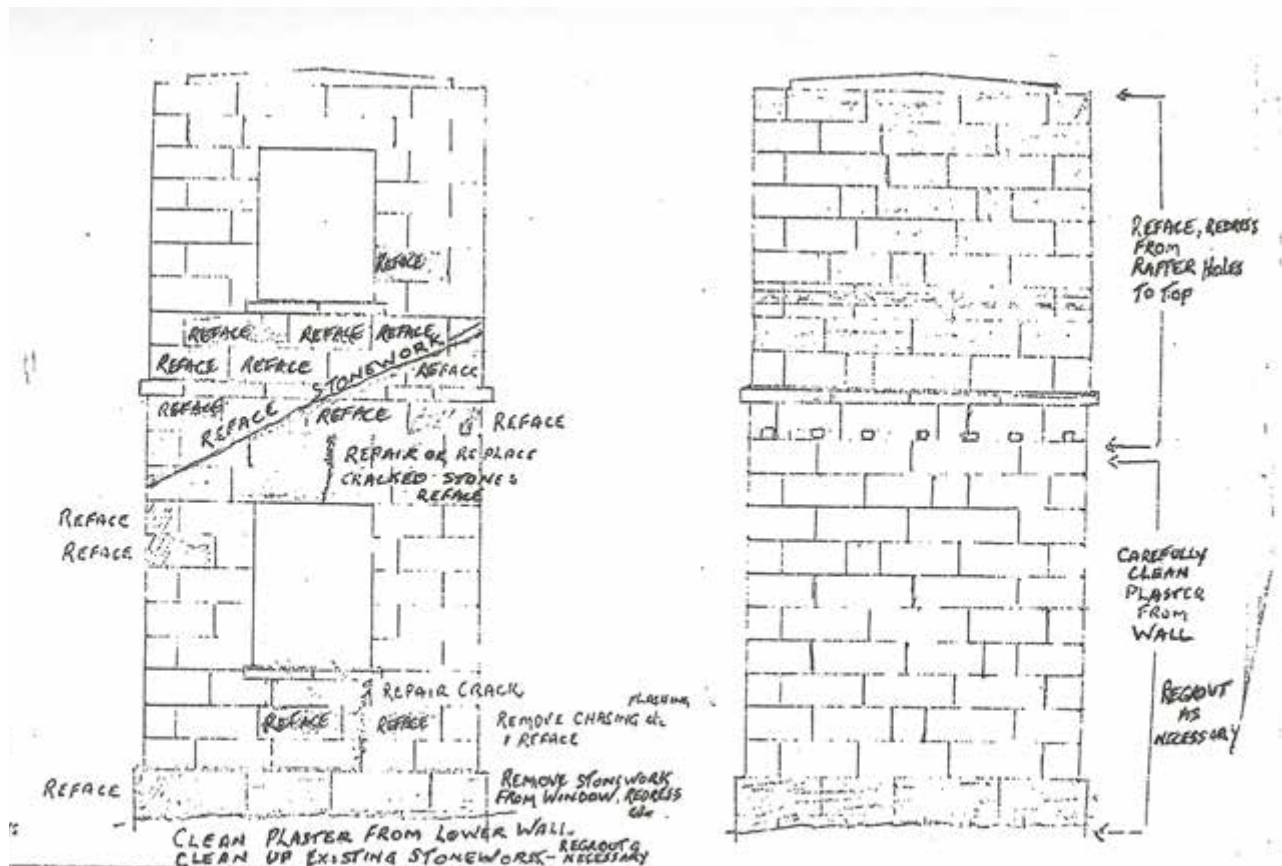 REFACE
REFACE REFACE REFACE
REFACE REFACE REFACE
REFACE STONEWORK
REFACE REFACE REFACE
REPAIR OR REPLACE
CRACKED STONES
REFACE
REFACE
REFACE
REPAIR CRACK
REFACE REFACE
FLASHING
REMOVE CHASING etc
& REFACE
REFACE
REMOVE STONEWORK
FROM WINDOW, REDRESS
etc
CLEAN PLASTER FROM LOWER WALL.
CLEAN UP EXISTING STONEWORK - REGROUT
NECESSARY
REFACE, REDRESS
FROM
RAFTER HOLES
TO TOP
CAREFULLY
CLEAN
PLASTER
FROM
WALL
REGROUT
AS
NECESSARY